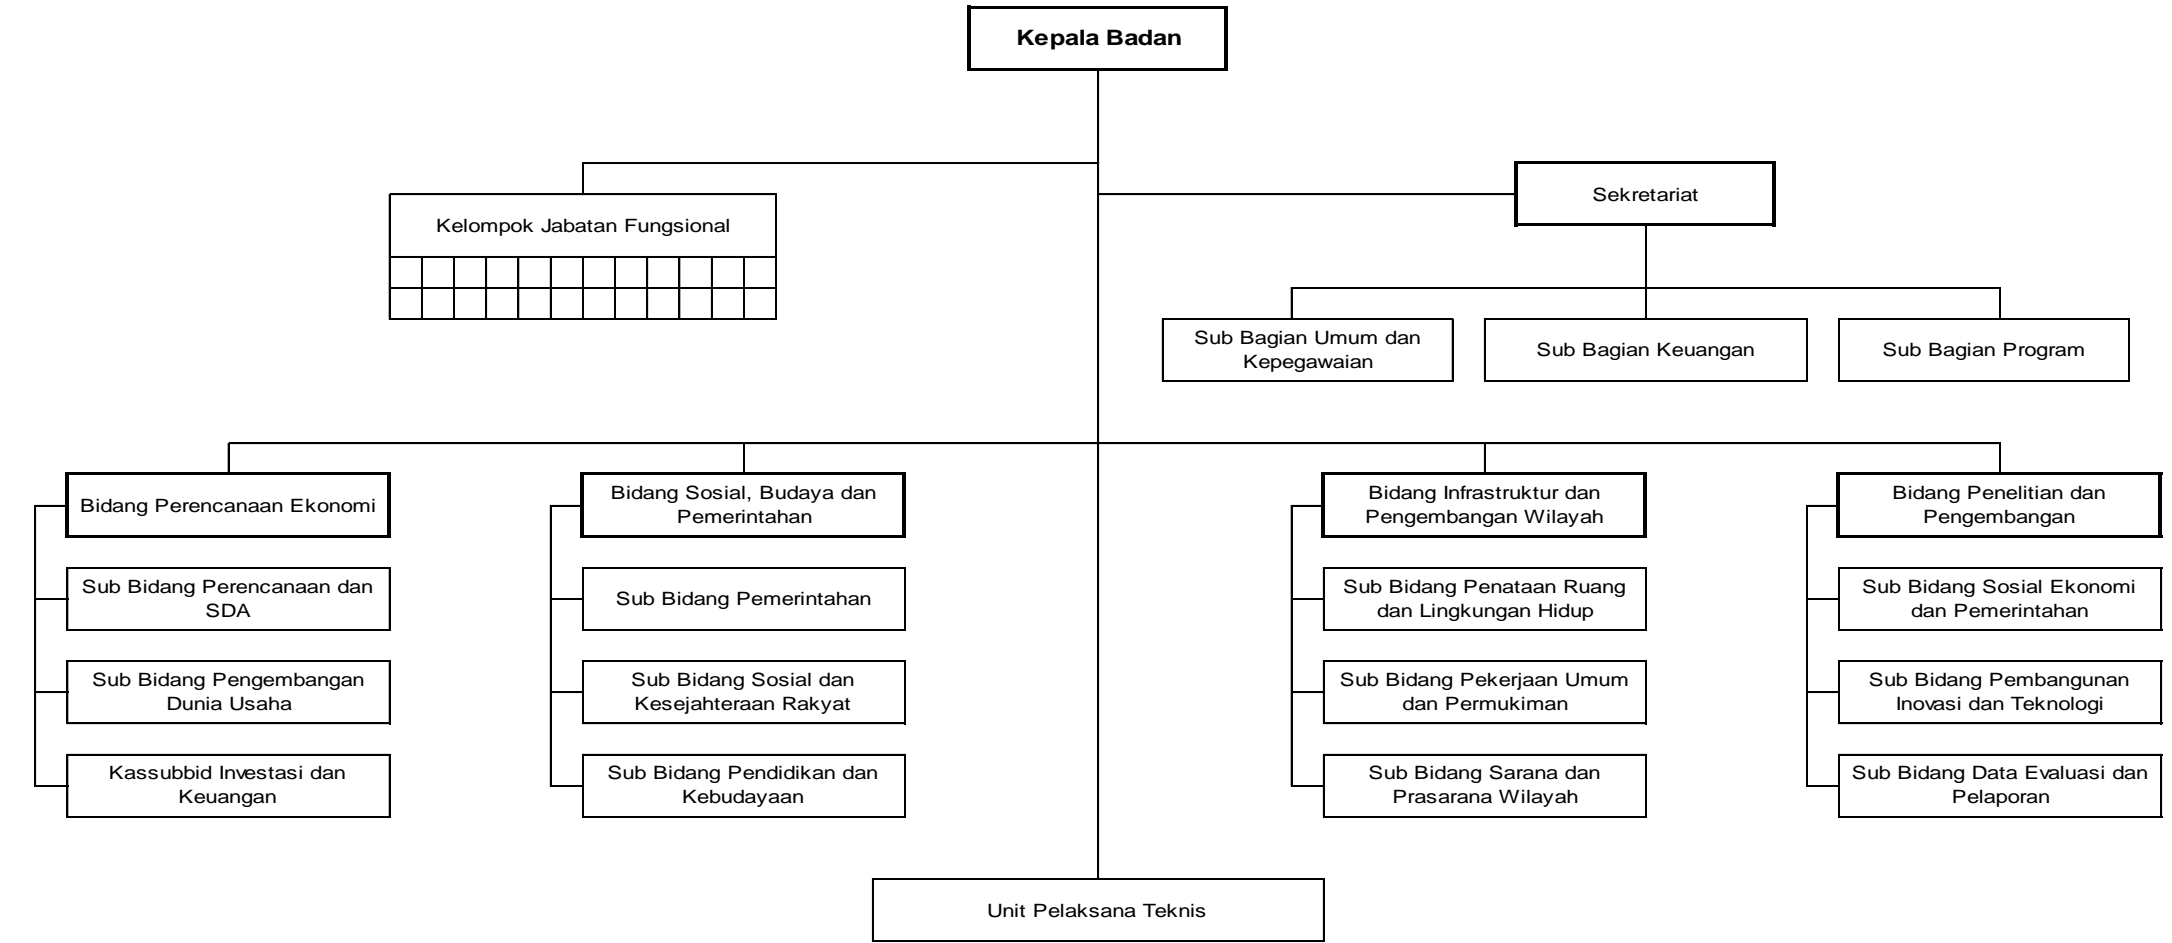 Kepala Badan
Kelompok Jabatan Fungsional
Sekretariat
Sub Bagian Umum dan
Kepegawaian
Sub Bagian Keuangan
Sub Bagian Program
Bidang Perencanaan Ekonomi
Sub Bidang Perencanaan dan
SDA
Sub Bidang Pengembangan
Dunia Usaha
Kassubbid Investasi dan
Keuangan
Bidang Sosial, Budaya dan
Pemerintahan
Sub Bidang Pemerintahan
Sub Bidang Sosial dan
Kesejahteraan Rakyat
Sub Bidang Pendidikan dan
Kebudayaan
Bidang Infrastruktur dan
Pengembangan Wilayah
Sub Bidang Penataan Ruang
dan Lingkungan Hidup
Sub Bidang Pekerjaan Umum
dan Permukiman
Sub Bidang Sarana dan
Prasarana Wilayah
Bidang Penelitian dan
Pengembangan
Sub Bidang Sosial Ekonomi
dan Pemerintahan
Sub Bidang Pembangunan
Inovasi dan Teknologi
Sub Bidang Data Evaluasi dan
Pelaporan
Unit Pelaksana Teknis